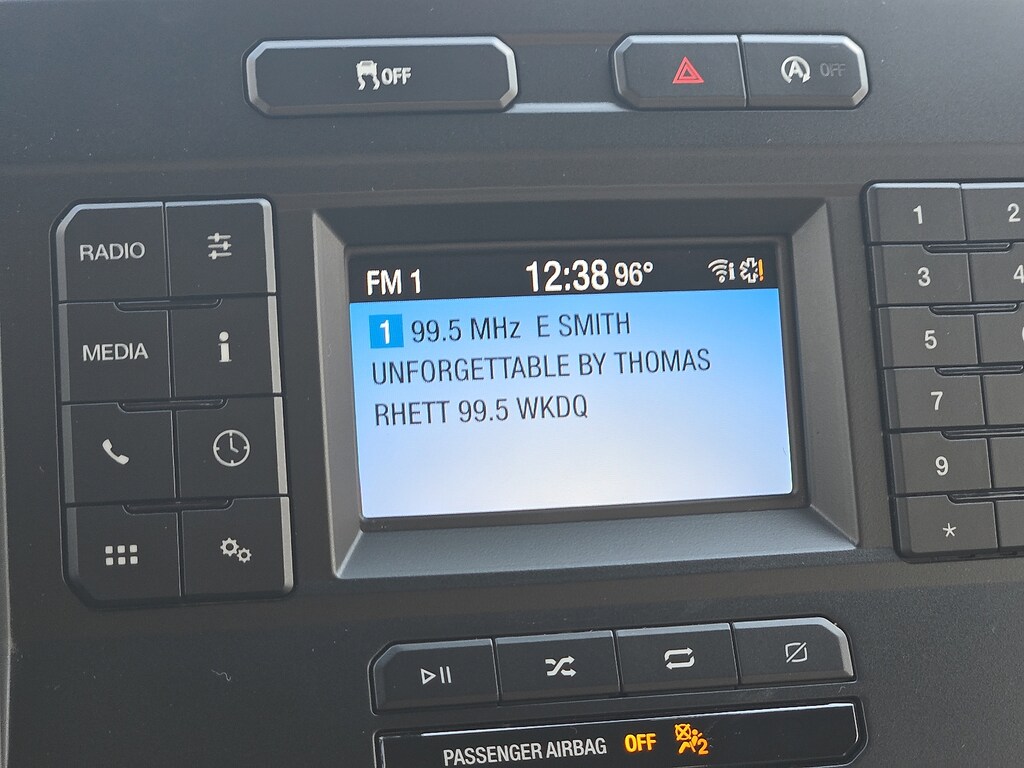 OFF
A OFF
RADIO
MEDIA
FM 1 12:38 96° i
1 99.5 MHz E SMITH
UNFORGETTABLE BY THOMAS
RHETT 99.5 WKDQ
i
1 2
3 4
5
7
9
*
PASSENGER AIRBAG OFF 2